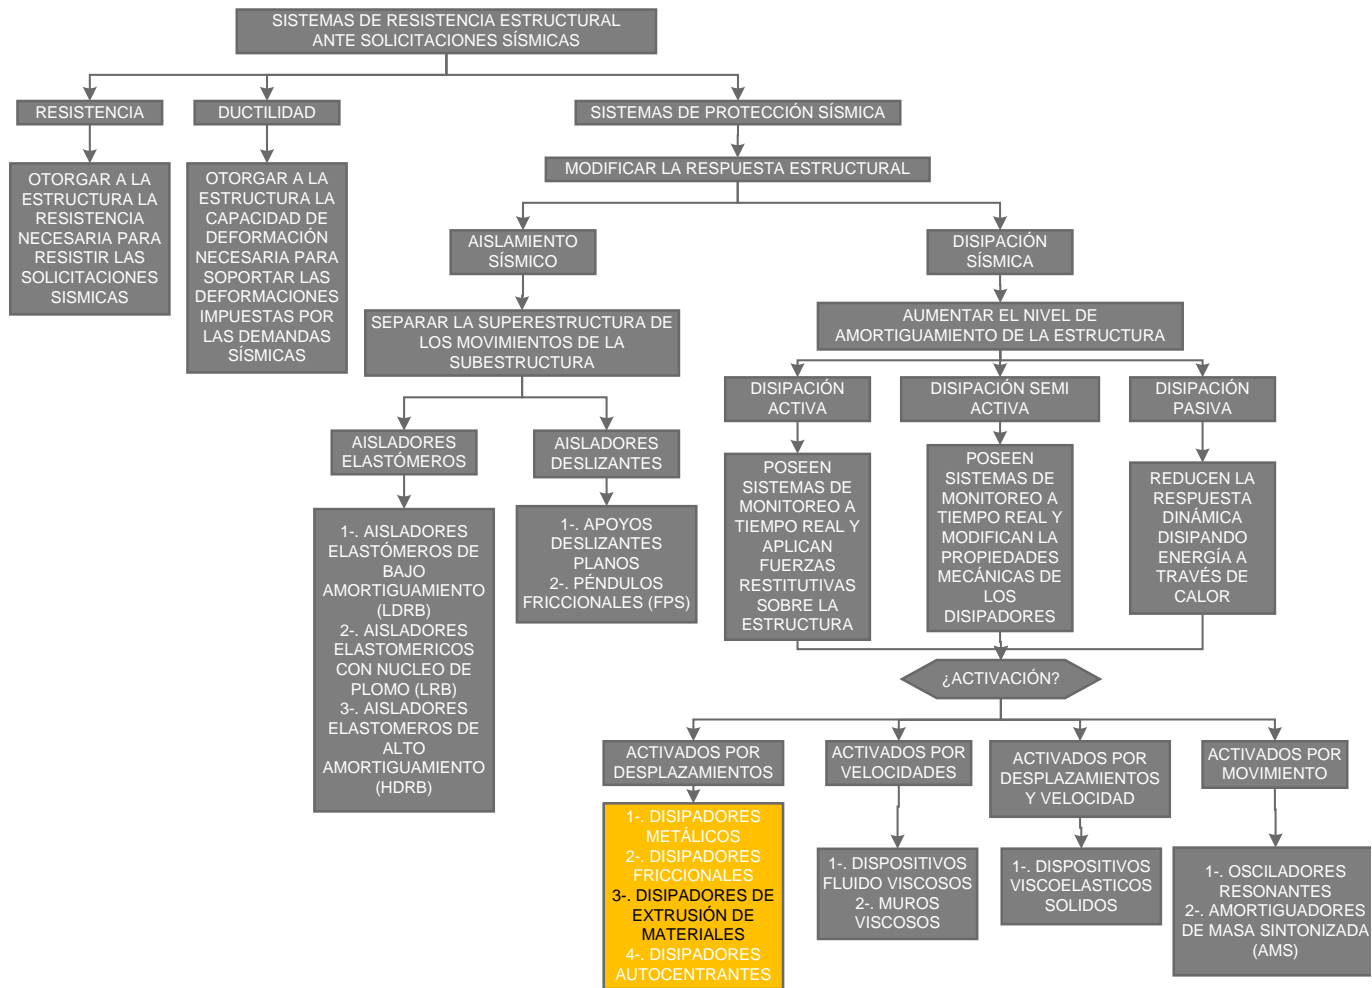 SISTEMAS DE RESISTENCIA ESTRUCTURAL
ANTE SOLICITACIONES SÍSMICAS
RESISTENCIA
DUCTILIDAD
SISTEMAS DE PROTECCIÓN SÍSMICA
OTORGAR A LA
ESTRUCTURA LA
RESISTENCIA
NECESARIA PARA
RESISTIR LAS
SOLICITACIONES
SISMICAS
OTORGAR A LA
ESTRUCTURA LA
CAPACIDAD DE
DEFORMACIÓN
NECESARIA PARA
SOPORTAR LAS
DEFORMACIONES
IMPUESTAS POR
LAS DEMANDAS
SÍSMICAS
MODIFICAR LA RESPUESTA ESTRUCTURAL
AISLAMIENTO
SÍSMICO
DISIPACIÓN
SÍSMICA
SEPARAR LA SUPERESTRUCTURA DE
LOS MOVIMIENTOS DE LA
SUBESTRUCTURA
AUMENTAR EL NIVEL DE
AMORTIGUAMIENTO DE LA ESTRUCTURA
AISLADORES
ELASTÓMEROS
AISLADORES
DESLIZANTES
DISIPACIÓN
ACTIVA
DISIPACIÓN SEMI
ACTIVA
DISIPACIÓN
PASIVA
1-. AISLADORES
ELASTÓMEROS DE
BAJO
AMORTIGUAMIENTO
(LDRB)
2-. AISLADORES
ELASTOMERICOS
CON NUCLEO DE
PLOMO (LRB)
3-. AISLADORES
ELASTOMEROS DE
ALTO
AMORTIGUAMIENTO
(HDRB)
1-. APOYOS
DESLIZANTES
PLANOS
2-. PÉNDULOS
FRICCIONALES (FPS)
POSEEN
SISTEMAS DE
MONITOREO A
TIEMPO REAL Y
APLICAN
FUERZAS
RESTITUTIVAS
SOBRE LA
ESTRUCTURA
POSEEN
SISTEMAS DE
MONITOREO A
TIEMPO REAL Y
MODIFICAN LA
PROPIEDADES
MECÁNICAS DE
LOS
DISIPADORES
REDUCEN LA
RESPUESTA
DINÁMICA
DISIPANDO
ENERGÍA A
TRAVÉS DE
CALOR
¿ACTIVACIÓN?
ACTIVADOS POR
DESPLAZAMIENTOS
ACTIVADOS POR
VELOCIDADES
ACTIVADOS POR
DESPLAZAMIENTOS
Y VELOCIDAD
ACTIVADOS POR
MOVIMIENTO
1-. DISIPADORES
METÁLICOS
2-. DISIPADORES
FRICCIONALES
3-. DISIPADORES DE
EXTRUSIÓN DE
MATERIALES
4-. DISIPADORES
AUTOCENTRANTES
1-. DISPOSITIVOS
FLUIDO VISCOSOS
2-. MUROS
VISCOSOS
1-. DISPOSITIVOS
VISCOELASTICOS
SOLIDOS
1-. OSCILADORES
RESONANTES
2-. AMORTIGUADORES
DE MASA SINTONIZADA
(AMS)